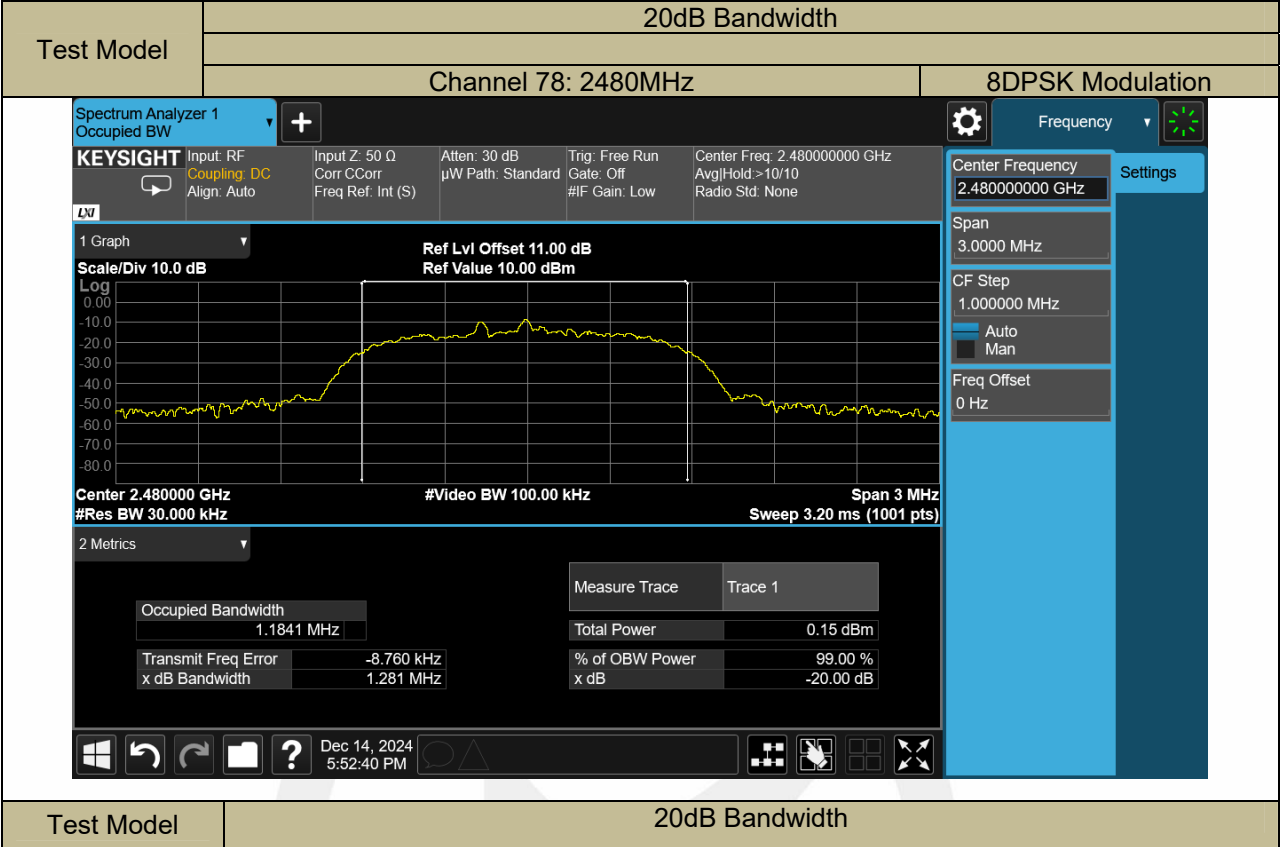 Test Model
20dB Bandwidth
Channel 78: 2480MHz
8DPSK Modulation
Spectrum Analyzer 1
Occupied BW
Frequency
KEYSIGHT
LXI
Input: RF
Coupling: DC
Align: Auto
Input Z: 50 Ω
Corr CCorr
Freq Ref: Int (S)
Atten: 30 dB
µW Path: Standard
Trig: Free Run
Gate: Off
#IF Gain: Low
Center Freq: 2.480000000 GHz
Avg|Hold:>10/10
Radio Std: None
Center Frequency
2.480000000 GHz
Settings
Span
3.0000 MHz
CF Step
1.000000 MHz
Auto
Man
Freq Offset
0 Hz
1 Graph
Scale/Div 10.0 dB
Ref Lvl Offset 11.00 dB
Ref Value 10.00 dBm
Log
0.00
-10.0
-20.0
-30.0
-40.0
-50.0
-60.0
-70.0
-80.0
Center 2.480000 GHz
#Res BW 30.000 kHz
#Video BW 100.00 kHz
Span 3 MHz
Sweep 3.20 ms (1001 pts)
2 Metrics
Occupied Bandwidth
1.1841 MHz
Transmit Freq Error -8.760 kHz
x dB Bandwidth 1.281 MHz
Measure Trace Trace 1
Total Power 0.15 dBm
% of OBW Power 99.00 %
x dB -20.00 dB
?
Dec 14, 2024
5:52:40 PM
Test Model
20dB Bandwidth